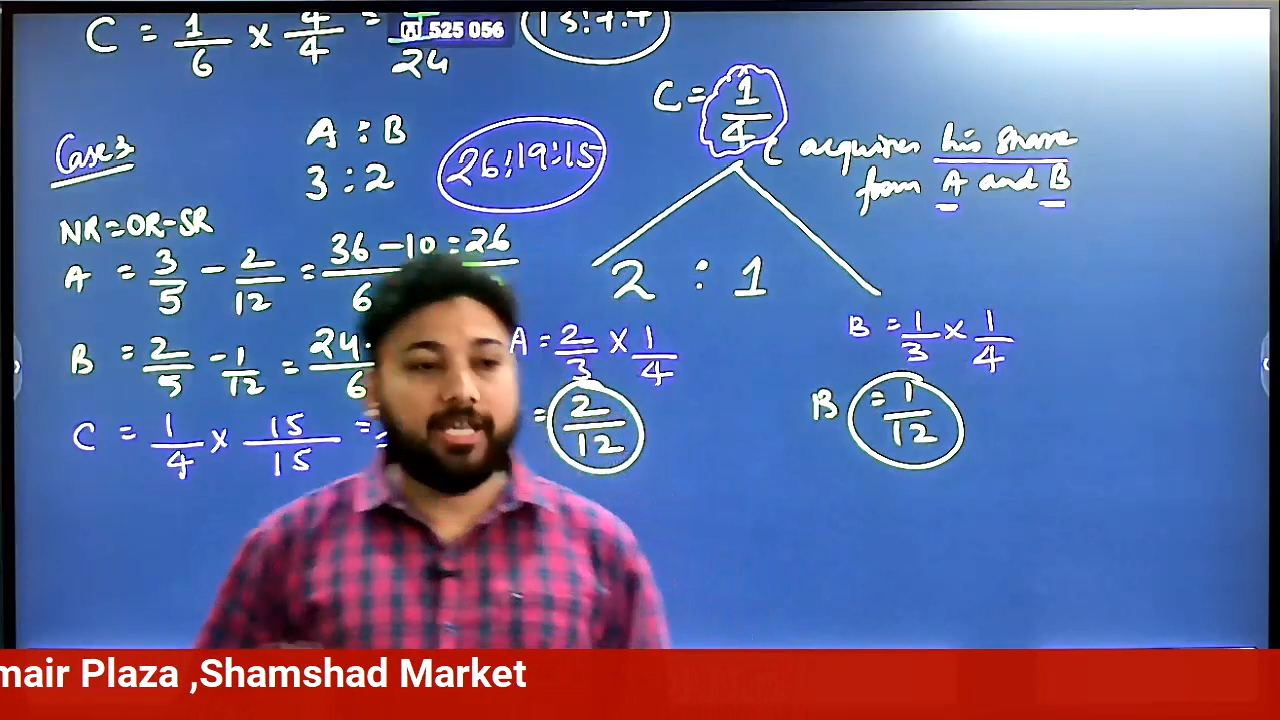 C = 1/6 × 4/4 = /24
525 056
C = 1/4
C acquires his share
from A and B
Case 3
A : B
3 : 2
26:19:15
NR = OR - SR
A = 3/5 - 2/12 = 36 - 10 = 26
6
B = 2/5 - 1/12 = 24
6
C = 1/4 × 15/15 =
2 : 1
A = 2/3 × 1/4
= 2/12
B = 1/3 × 1/4
B = 1/12
mair Plaza ,Shamshad Market